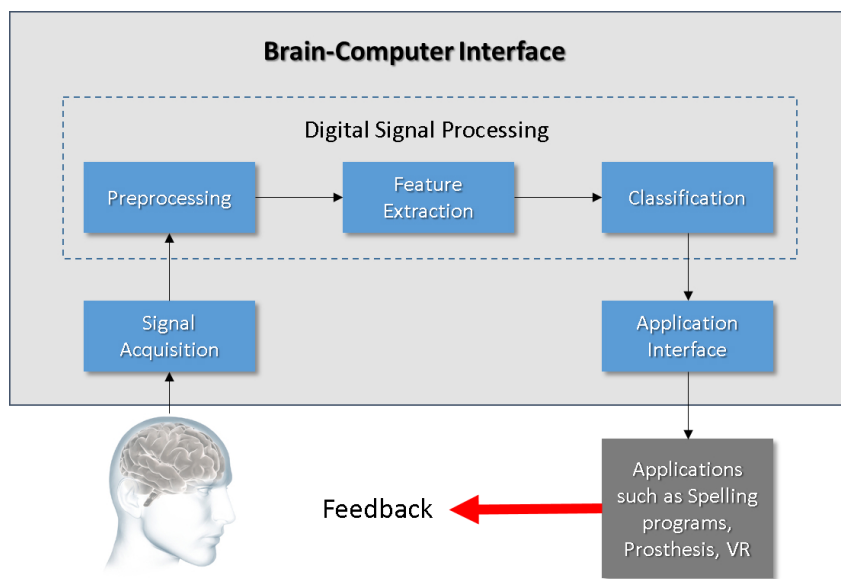 Brain-Computer Interface
Digital Signal Processing
Preprocessing
Feature
Extraction
Classification
Signal
Acquisition
Application
Interface
Applications
such as Spelling
programs,
Prosthesis, VR
Feedback